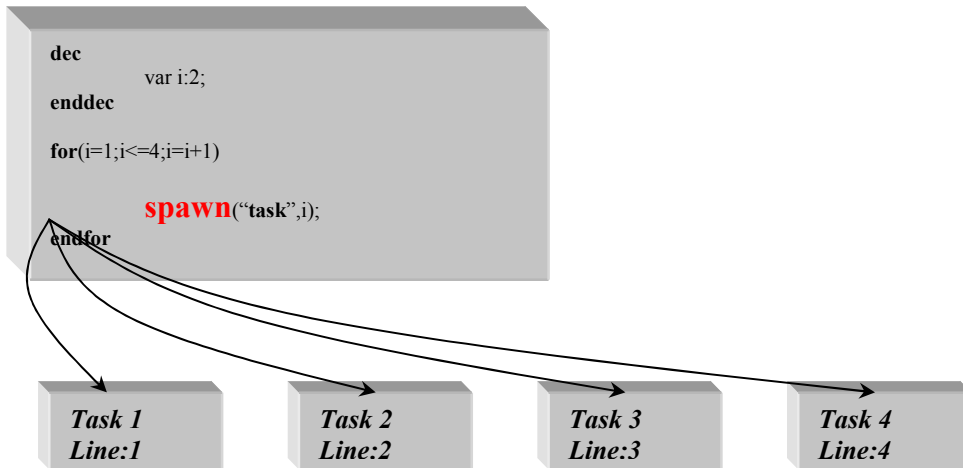 dec
var i:2;
enddec
for(i=1;i<=4;i=i+1)
spawn(“task”,i);
endfor
Task 1
Line:1
Task 2
Line:2
Task 3
Line:3
Task 4
Line:4